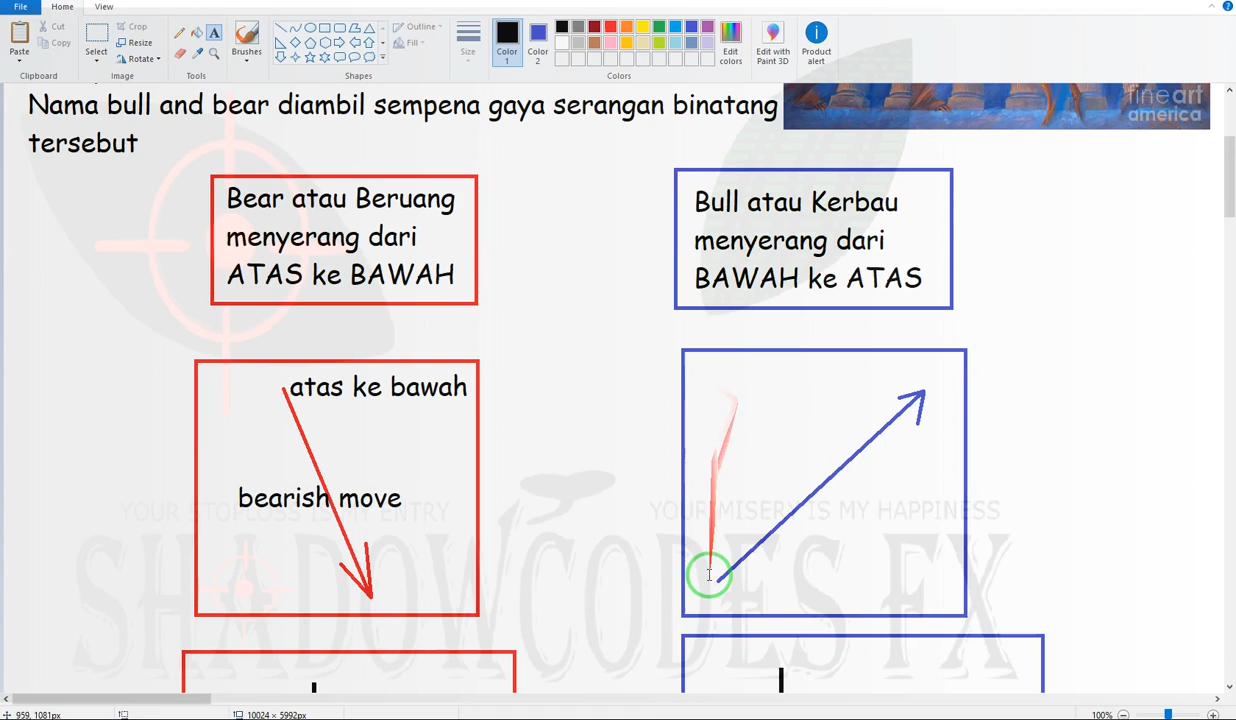 File Home View
Paste
Cut
Copy
Clipboard
Select
Crop
Resize
Rotate
Image
A
Tools
Brushes
Shapes
Outline
Fill
Size
Color 1
Color 2
Colors
Edit colors
Edit with Paint 3D
Product alert
Nama bull and bear diambil sempena gaya serangan binatang
tersebut
fineart
america
Bear atau Beruang
menyerang dari
ATAS ke BAWAH
Bull atau Kerbau
menyerang dari
BAWAH ke ATAS
atas ke bawah
bearish move
YOUR STOPLOSS IS MY ENTRY
YOUR MISERY IS MY HAPPINESS
SHADOWCODES FX
959, 1081px
10024 × 5992px
100%